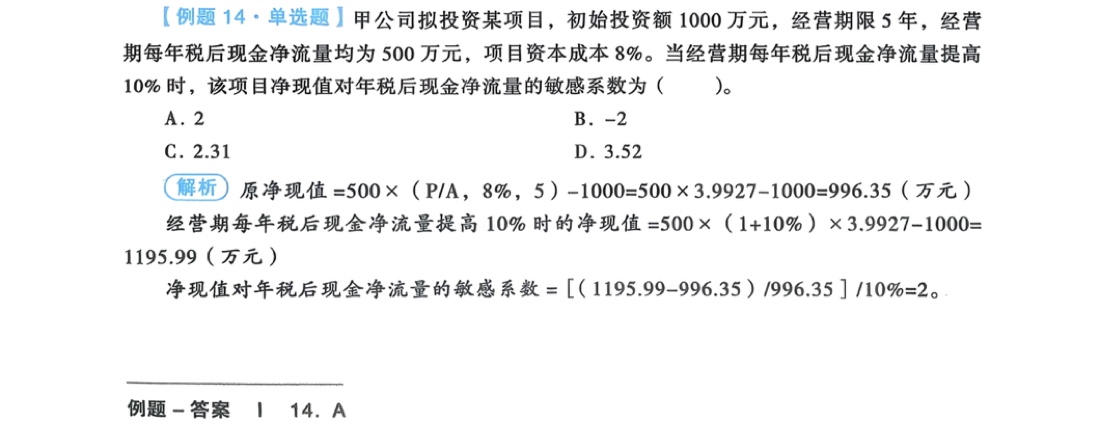 【例题 14·单选题】甲公司拟投资某项目，初始投资额 1000 万元，经营期限 5 年，经营
期每年税后现金净流量均为 500 万元，项目资本成本 8%。当经营期每年税后现金净流量提高
10% 时，该项目净现值对年税后现金净流量的敏感系数为（　　）。
A. 2　　B. -2
C. 2.31　　D. 3.52
解析 原净现值 =500×（P/A，8%，5）-1000=500×3.9927-1000=996.35（万元）
经营期每年税后现金净流量提高 10% 时的净现值 =500×（1+10%）×3.9927-1000=
1195.99（万元）
净现值对年税后现金净流量的敏感系数 =［（1195.99-996.35）/996.35］/10%=2。
例题 - 答案 | 14. A